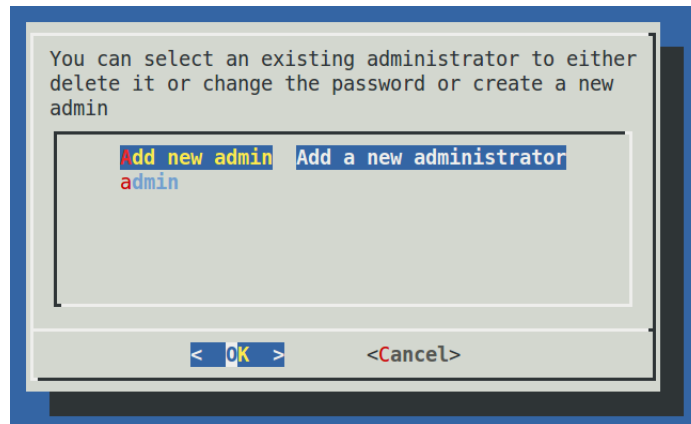 You can select an existing administrator to either
delete it or change the password or create a new
admin
Add new admin  Add a new administrator
admin
<  OK  >  <Cancel>